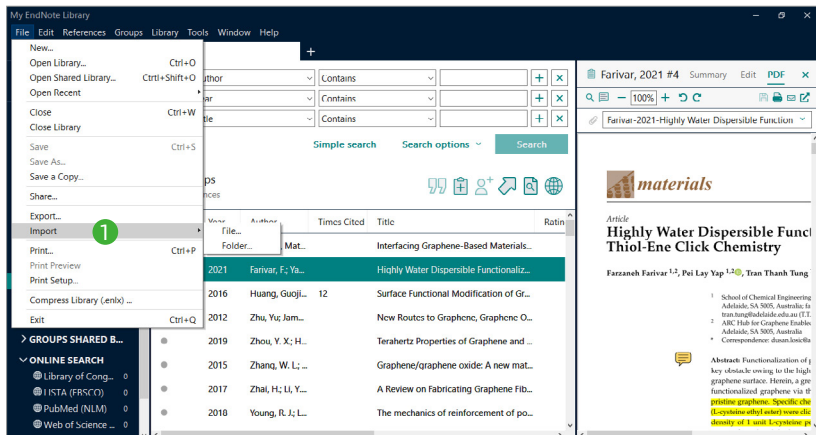 My EndNote Library
File Edit References Groups Library Tools Window Help
New...
Open Library... Ctrl+O
Open Shared Library... Ctrtl+Shift+O
Open Recent
Close Ctrl+W
Close Library
Save Ctrl+S
Save As...
Save a Copy...
Share...
Export...
Import
1
File...
Folder...
Print... Ctrl+P
Print Preview
Print Setup...
Compress Library (.enlx) ...
Exit Ctrl+Q
GROUPS SHARED B...
ONLINE SEARCH
Library of Cong... 0
LISTA (EBSCO) 0
PubMed (NLM) 0
Web of Science ... 0
Contains
Contains
Contains
Simple search Search options Search
Year Author Times Cited Title Ratin
Mat... Interfacing Graphene-Based Materials...
2021 Farivar, F.; Ya... Highly Water Dispersible Functionaliz...
2016 Huang, Guoji... 12 Surface Functional Modification of Gr...
2012 Zhu, Yu; Jam... New Routes to Graphene, Graphene O...
2019 Zhou, Y. X.; H... Terahertz Properties of Graphene and ...
2015 Zhang, W. L.; ... Graphene/graphene oxide: A new mat...
2017 Zhai, H.; Li, Y.... A Review on Fabricating Graphene Fib...
2018 Young, R. J.; L... The mechanics of reinforcement of po...
Farivar, 2021 #4 Summary Edit PDF
100%
Farivar-2021-Highly Water Dispersible Function
materials
Article
Highly Water Dispersible Funct
Thiol-Ene Click Chemistry
Farzaneh Farivar 1,2, Pei Lay Yap 1,2, Tran Thanh Tung
1 School of Chemical Engineering
Adelaide, SA 5005, Australia; fa
tran.tung@adelaide.edu.au (T.T.
2 ARC Hub for Graphene Enable
Adelaide, SA 5005, Australia
* Correspondence: dusan.losic@a
Abstract: Functionalization of p
key obstacle owing to the high
graphene surface. Herein, a gre
functionalized graphene via th
pristine graphene. Specific che
(L-cysteine ethyl ester) were clic
density of 1 unit L-cysteine pe